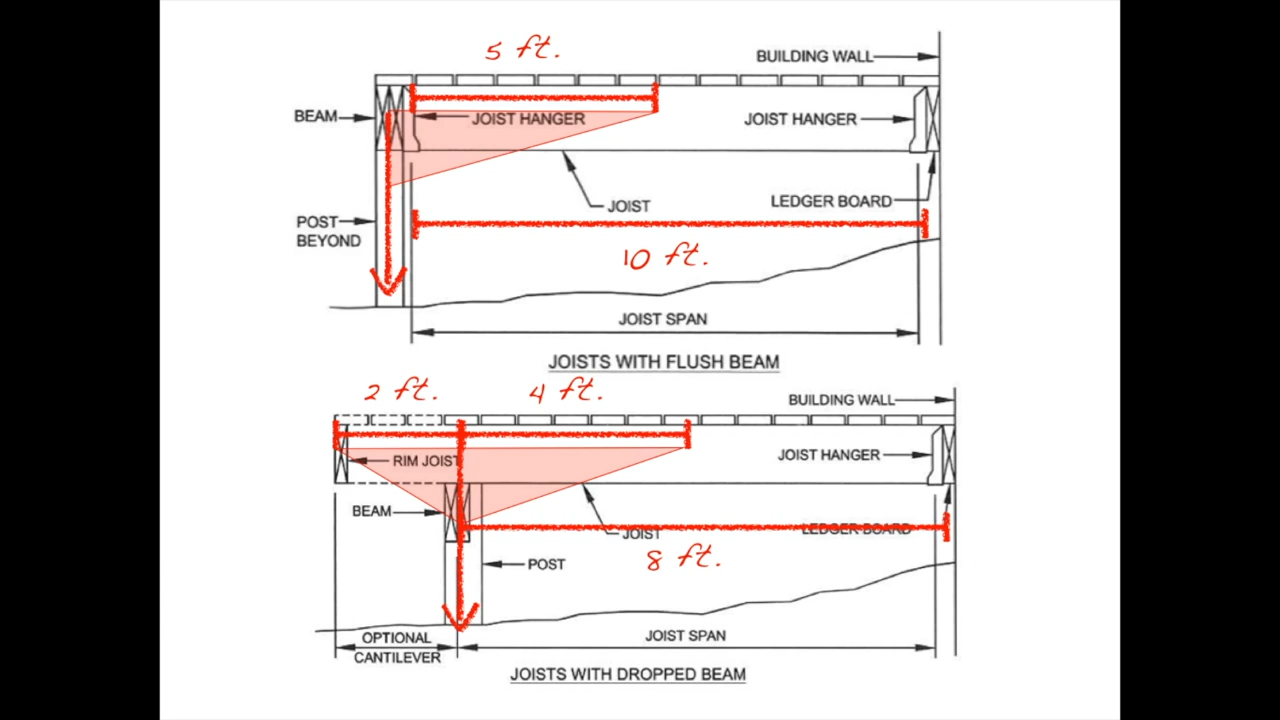 5 ft.
BUILDING WALL
BEAM
JOIST HANGER
JOIST HANGER
JOIST
LEDGER BOARD
POST
BEYOND
10 ft.
JOIST SPAN
JOISTS WITH FLUSH BEAM
2 ft.
4 ft.
BUILDING WALL
RIM JOIST
JOIST HANGER
BEAM
JOIST
LEDGER BOARD
8 ft.
POST
OPTIONAL
CANTILEVER
JOIST SPAN
JOISTS WITH DROPPED BEAM